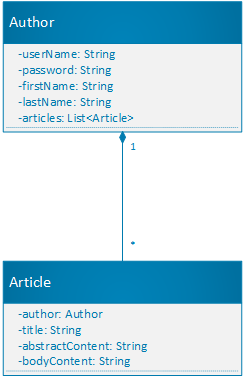 Author
-userName: String
-password: String
-firstName: String
-lastName: String
-articles: List<Article>
1
*
Article
-author: Author
-title: String
-abstractContent: String
-bodyContent: String